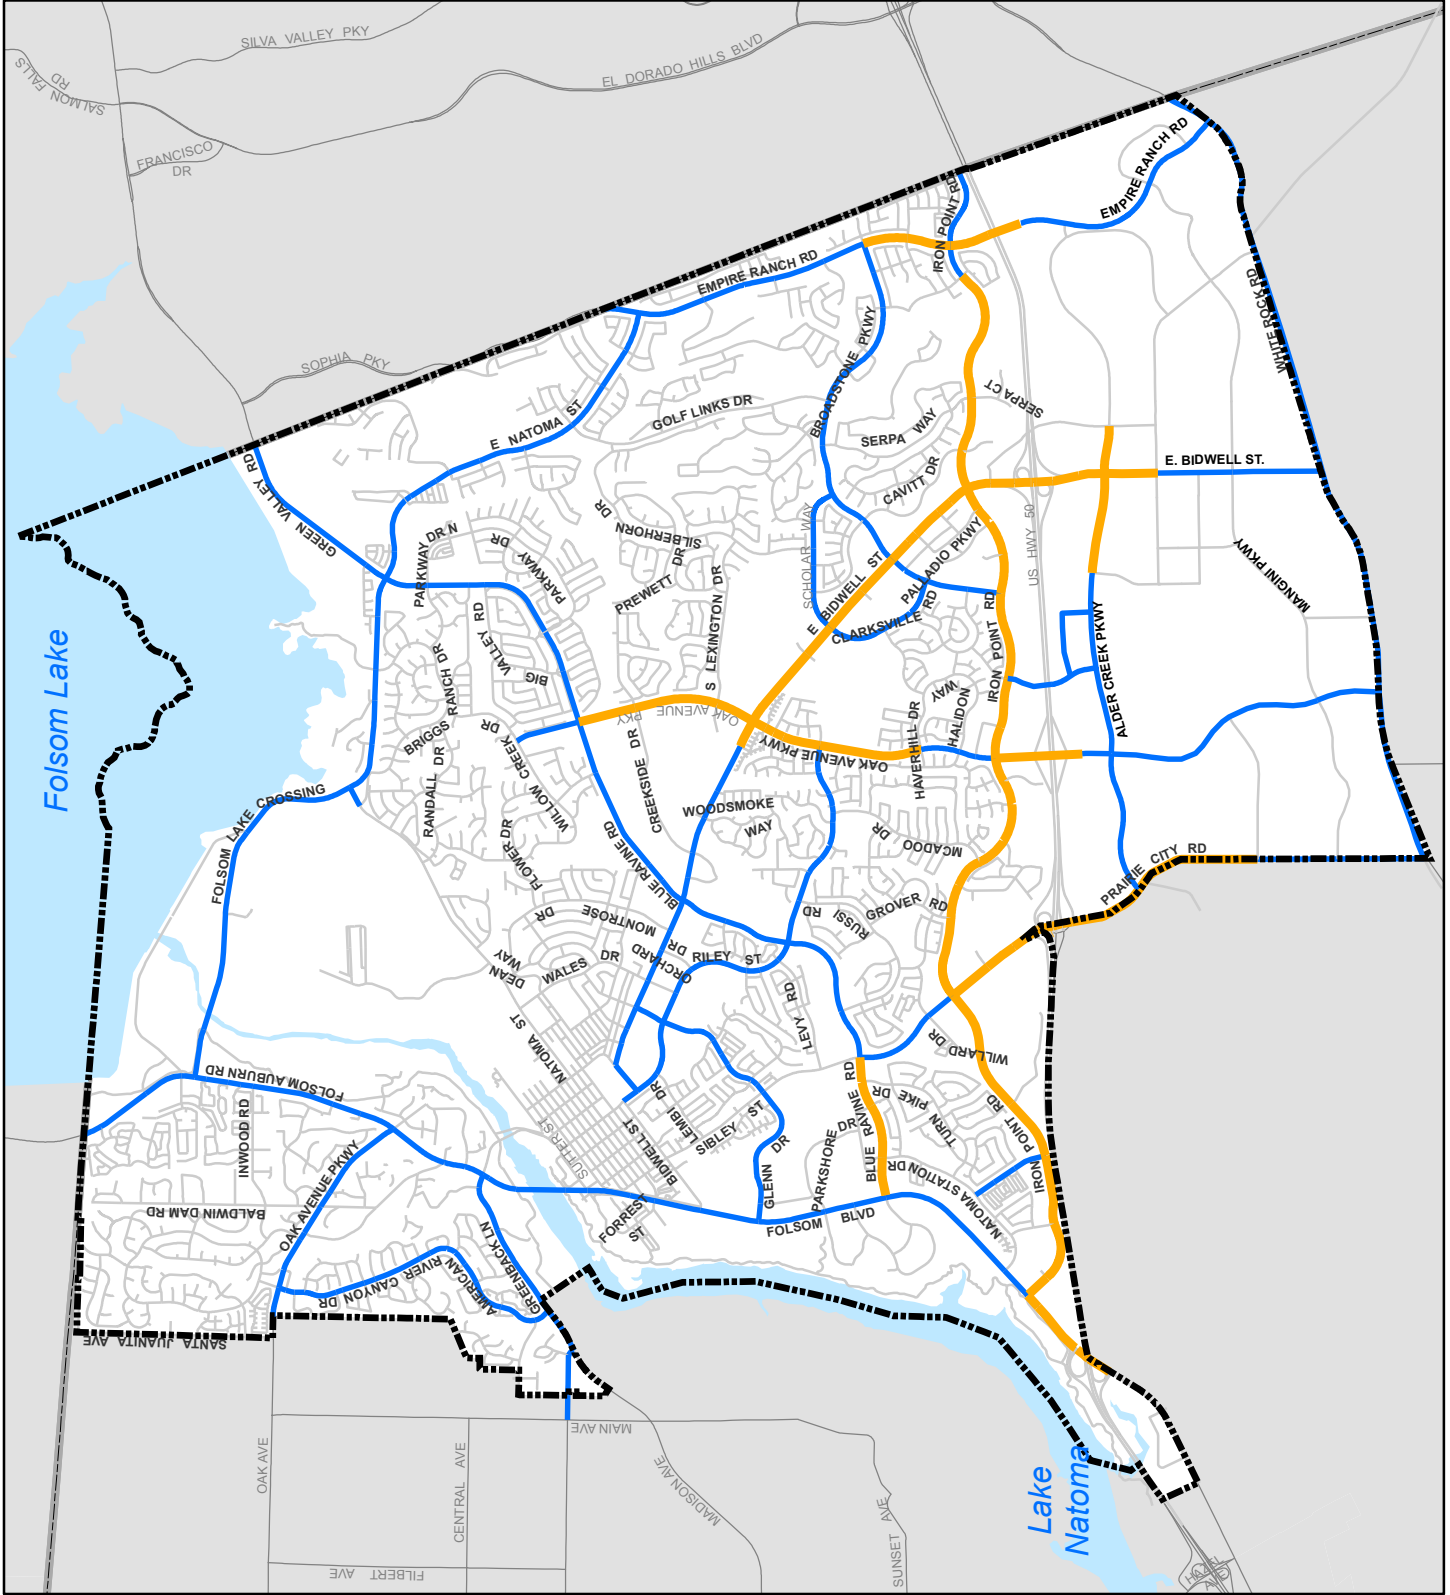 SILVA VALLEY PKY
EL DORADO HILLS BLVD
SALMON FALLS
RD
FRANCISCO
DR
SOPHIA PKY
EMPIRE RANCH RD
IRON POINT RD
EMPIRE RANCH RD
WHITE ROCK RD
BROADSTONE PKWY
GOLF LINKS DR
E NATOMA ST
SERPA WAY
SERPA CT
CAVITT DR
E. BIDWELL ST.
GREEN VALLEY RD
PARKWAY DR N
PARKWAY DR
SILBERHORN DR
PREWETT DR
S LEXINGTON DR
SCHOLAR WAY
E BIDWELL ST
PALLADIO PKWY
CLARKSVILLE RD
US HWY 50
MANGINI PKWY
IRON POINT RD
ALDER CREEK PKWY
Folsom Lake
BIG VALLEY RD
BRIGGS RANCH DR
RANDALL DR
WILLOW CREEK DR
FLOWER DR
OAK AVENUE PKY
OAK AVENUE PKWY
CREEKSIDE DR
WOODSMOKE
WAY
HAVERHILL DR
HALIDON WAY
MCADOO DR
FOLSOM LAKE CROSSING
BLUE RAVINE RD
PRAIRIE CITY RD
GROVER RD
RUSSI RD
MONTROSE DR
ORCHARD DR
RILEY ST
WALES DR
DEAN WAY
NATOMA ST
LEVY RD
WILLARD DR
FOLSOM AUBURN RD
INWOOD RD
OAK AVENUE PKWY
BALDWIN DAM RD
SUTTER ST
BIDWELL ST
LEMBI DR
SIBLEY ST
GLENN DR
PARKSHORE DR
BLUE RAVINE RD
PIKE DR
TURN
NATOMA STATION DR
IRON POINT RD
FORREST
ST
FOLSOM BLVD
GREENBACK LN
AMERICAN RIVER CANYON DR
SANTA JUANITA AVE
MAIN AVE
OAK AVE
CENTRAL AVE
MADISON AVE
FILBERT AVE
SUNSET AVE
Lake
Natoma
HAZEL
AVE